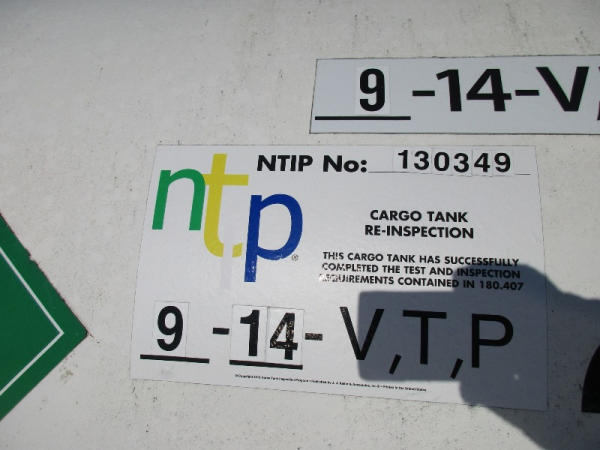 9-14-V,
ntp® NTIP No: 130349
CARGO TANK
RE-INSPECTION
THIS CARGO TANK HAS SUCCESSFULLY
COMPLETED THE TEST AND INSPECTION
REQUIREMENTS CONTAINED IN 180.407
9-14-V,T,P